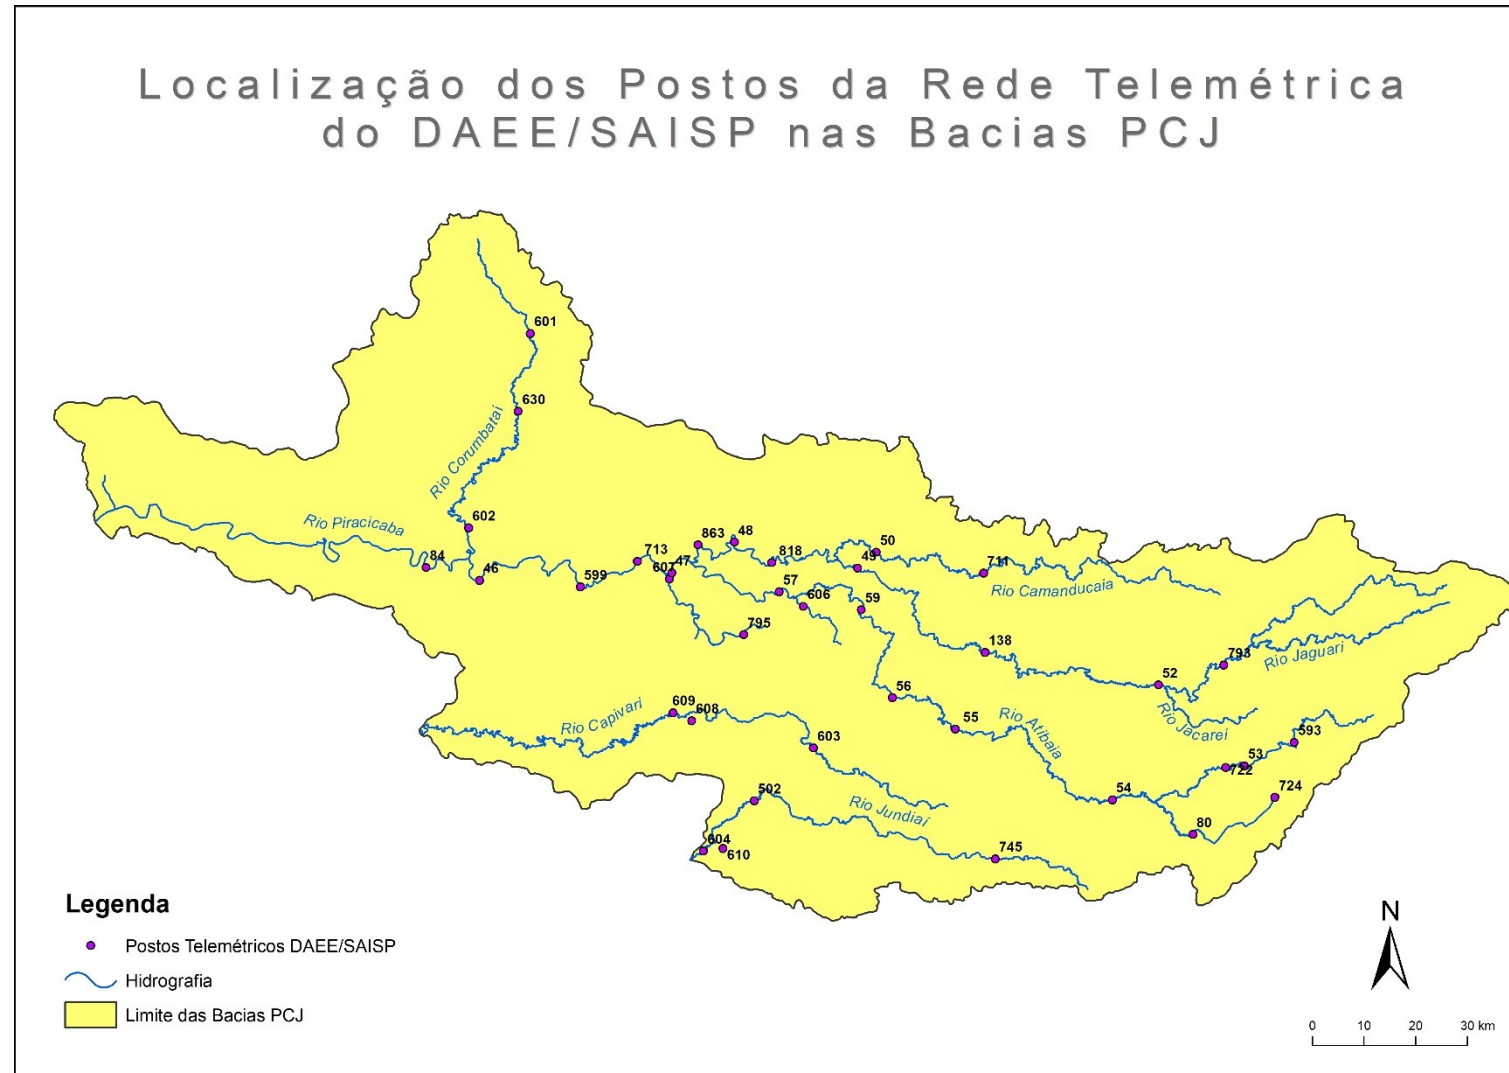 Localização dos Postos da Rede Telemétrica
do DAEE/SAISP nas Bacias PCJ
601
630
Rio Corumbataí
602
Rio Piracicaba
84
46
599
713
607
47
863
48
818
50
49
711
Rio Camanducaia
57
606
59
795
138
52
793
Rio Jaguari
Rio Jacareí
56
55
Rio Atibaia
593
53
722
724
54
80
609
608
Rio Capivari
603
502
Rio Jundiaí
604
610
745
Legenda
Postos Telemétricos DAEE/SAISP
Hidrografia
Limite das Bacias PCJ
N
0 10 20 30 km